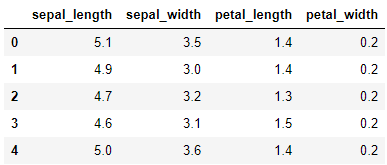 sepal_length sepal_width petal_length petal_width
0 5.1 3.5 1.4 0.2
1 4.9 3.0 1.4 0.2
2 4.7 3.2 1.3 0.2
3 4.6 3.1 1.5 0.2
4 5.0 3.6 1.4 0.2